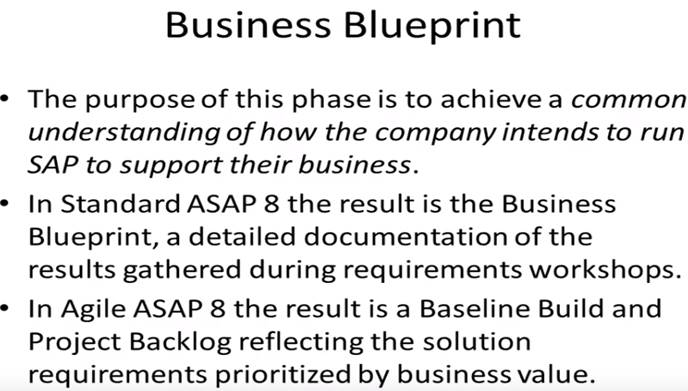 Business Blueprint
• The purpose of this phase is to achieve a common
understanding of how the company intends to run
SAP to support their business.
• In Standard ASAP 8 the result is the Business
Blueprint, a detailed documentation of the
results gathered during requirements workshops.
• In Agile ASAP 8 the result is a Baseline Build and
Project Backlog reflecting the solution
requirements prioritized by business value.